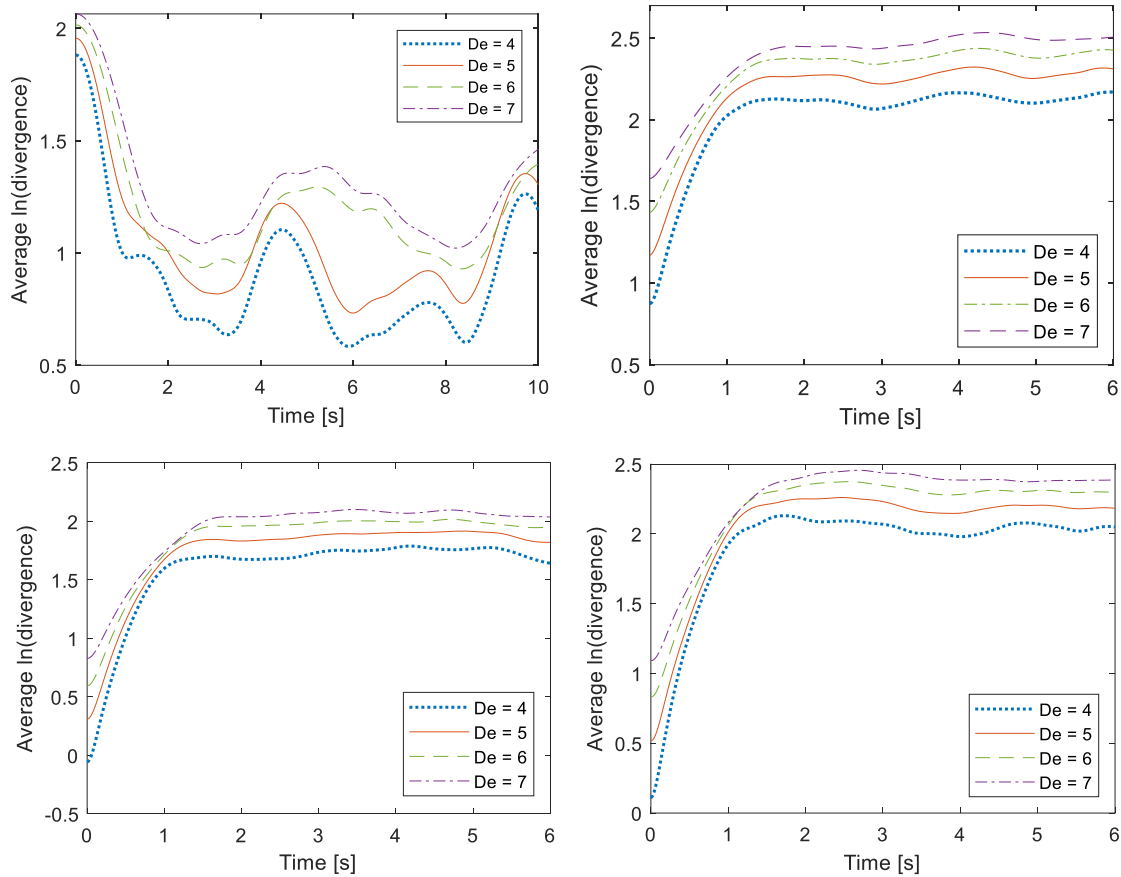 2
1.5
1
0.5
0
2
4
6
8
10
Average ln(divergence)
Time [s]
De = 4
De = 5
De = 6
De = 7
2.5
2
1.5
1
0.5
0
1
2
3
4
5
6
Average ln(divergence)
Time [s]
De = 4
De = 5
De = 6
De = 7
2.5
2
1.5
1
0.5
0
-0.5
0
1
2
3
4
5
6
Average ln(divergence)
Time [s]
De = 4
De = 5
De = 6
De = 7
2.5
2
1.5
1
0.5
0
0
1
2
3
4
5
6
Average ln(divergence)
Time [s]
De = 4
De = 5
De = 6
De = 7